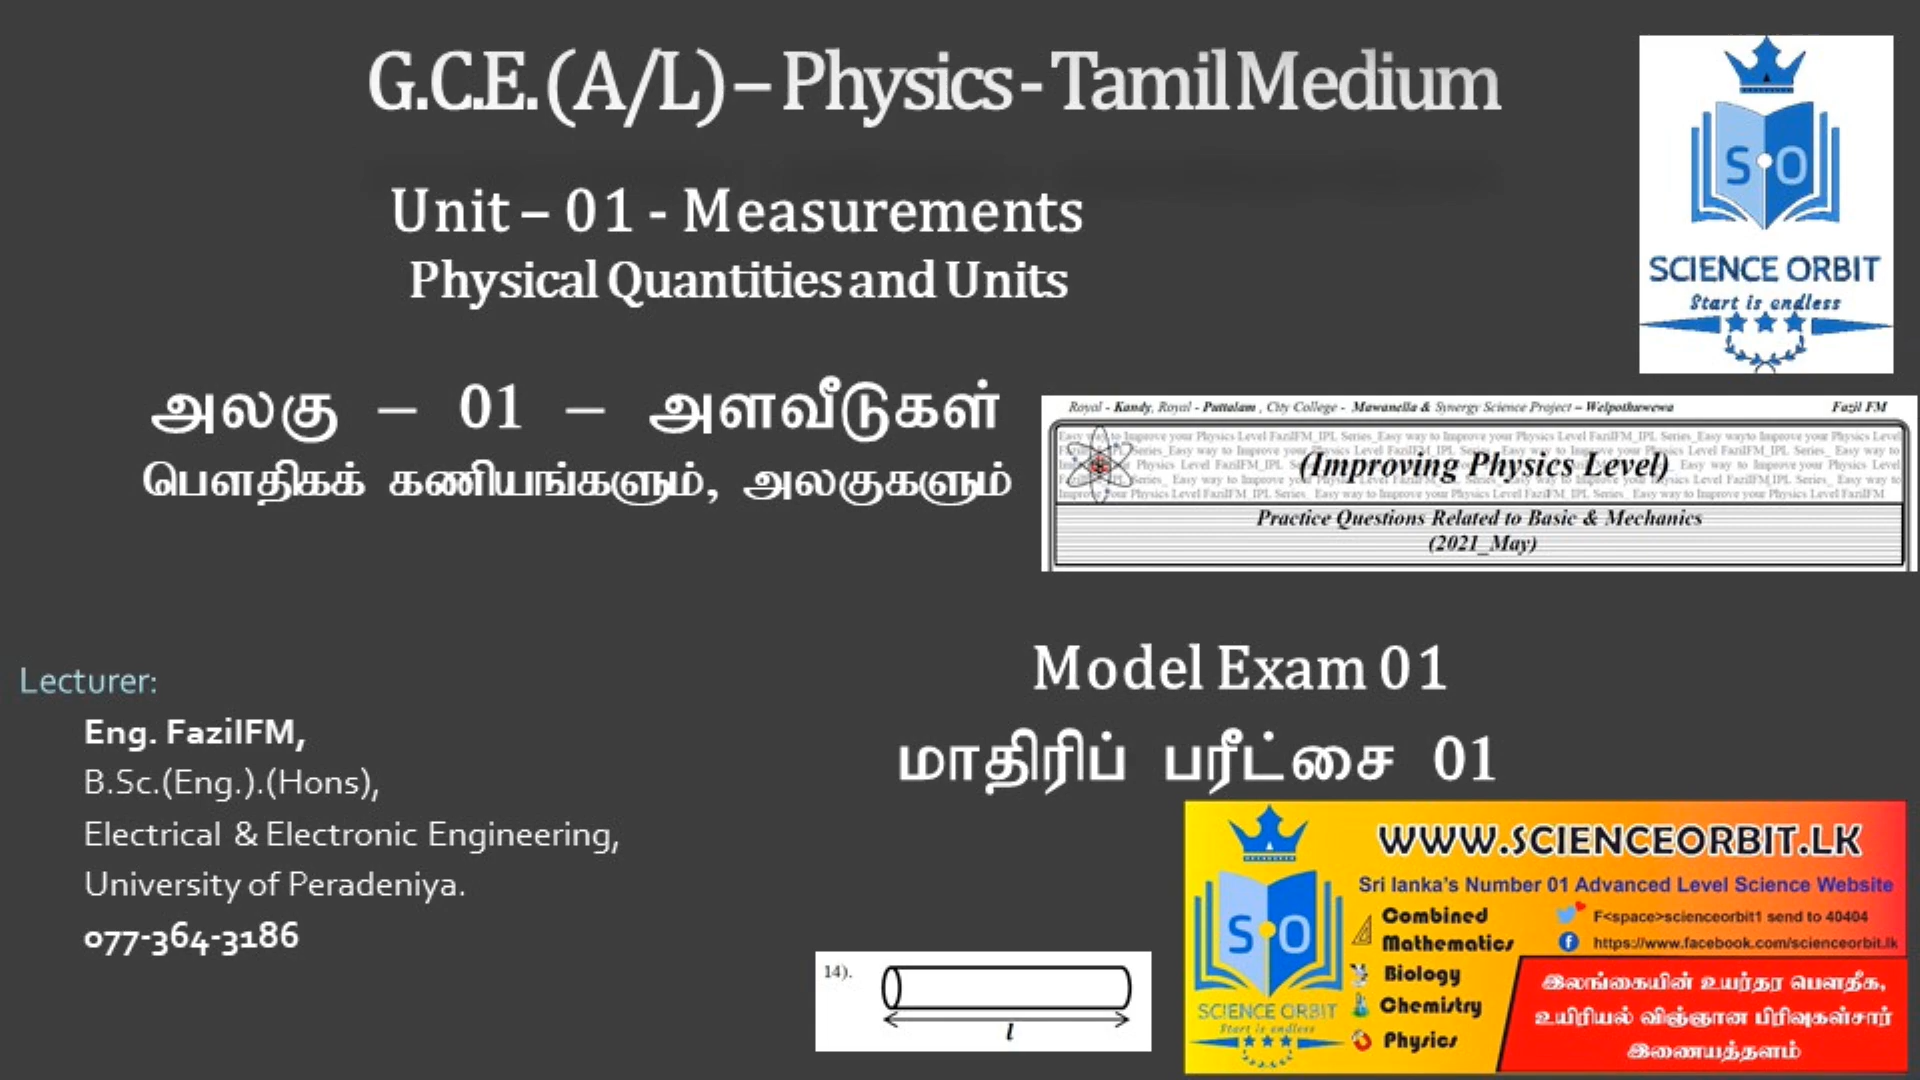 G.C.E. (A/L) – Physics - Tamil Medium
Unit – 01 - Measurements
Physical Quantities and Units
S O
SCIENCE ORBIT
Start is endless
அலகு – 01 – அளவீடுகள்
பௌதிகக் கணியங்களும், அலகுகளும்
Royal - Kandy, Royal - Puttalam , City College - Mawanella & Synergy Science Project – Welpothuwewa Fazil FM
(Improving Physics Level)
Practice Questions Related to Basic & Mechanics
(2021_May)
Model Exam 01
மாதிரிப் பரீட்சை 01
Lecturer:
Eng. FazilFM,
B.Sc.(Eng.).(Hons),
Electrical & Electronic Engineering,
University of Peradeniya.
077-364-3186
14).
l
WWW.SCIENCEORBIT.LK
Sri lanka's Number 01 Advanced Level Science Website
Combined
Mathematics
Biology
Chemistry
Physics
F<space>scienceorbit1 send to 40404
https://www.facebook.com/scienceorbit.lk
S O
SCIENCE ORBIT
Start is endless
இலங்கையின் உயர்தர பௌதீக,
உயிரியல் விஞ்ஞான பிரிவுகள்சார்
இணையத்தளம்